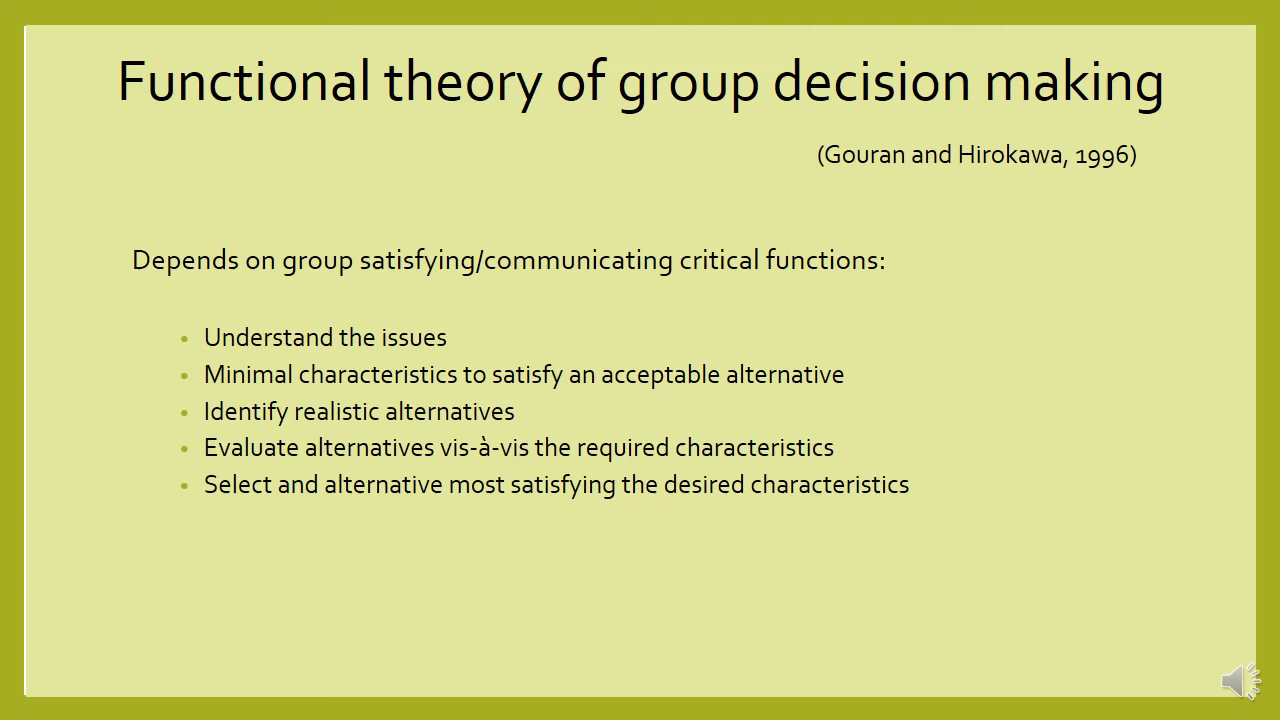 Functional theory of group decision making
(Gouran and Hirokawa, 1996)
Depends on group satisfying/communicating critical functions:
• Understand the issues
• Minimal characteristics to satisfy an acceptable alternative
• Identify realistic alternatives
• Evaluate alternatives vis-à-vis the required characteristics
• Select and alternative most satisfying the desired characteristics